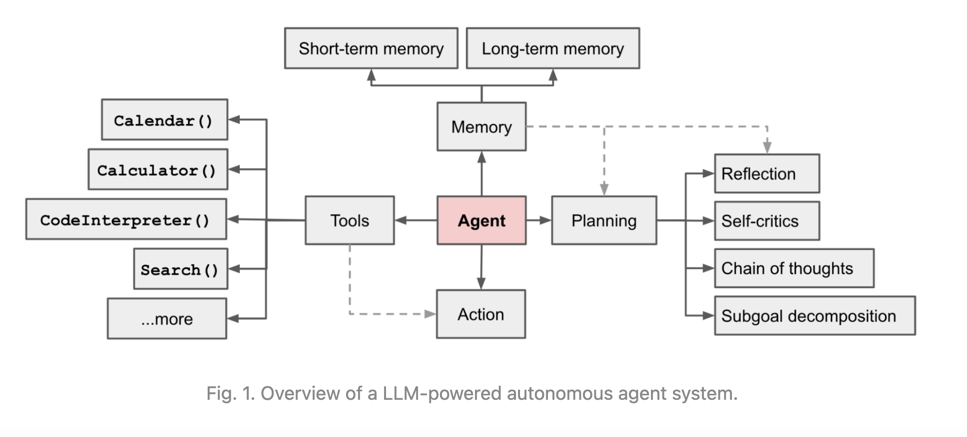 Short-term memory
Long-term memory
Calendar()
Memory
Calculator()
Reflection
CodeInterpreter()
Tools
Agent
Planning
Self-critics
Search()
Chain of thoughts
...more
Action
Subgoal decomposition
Fig. 1. Overview of a LLM-powered autonomous agent system.